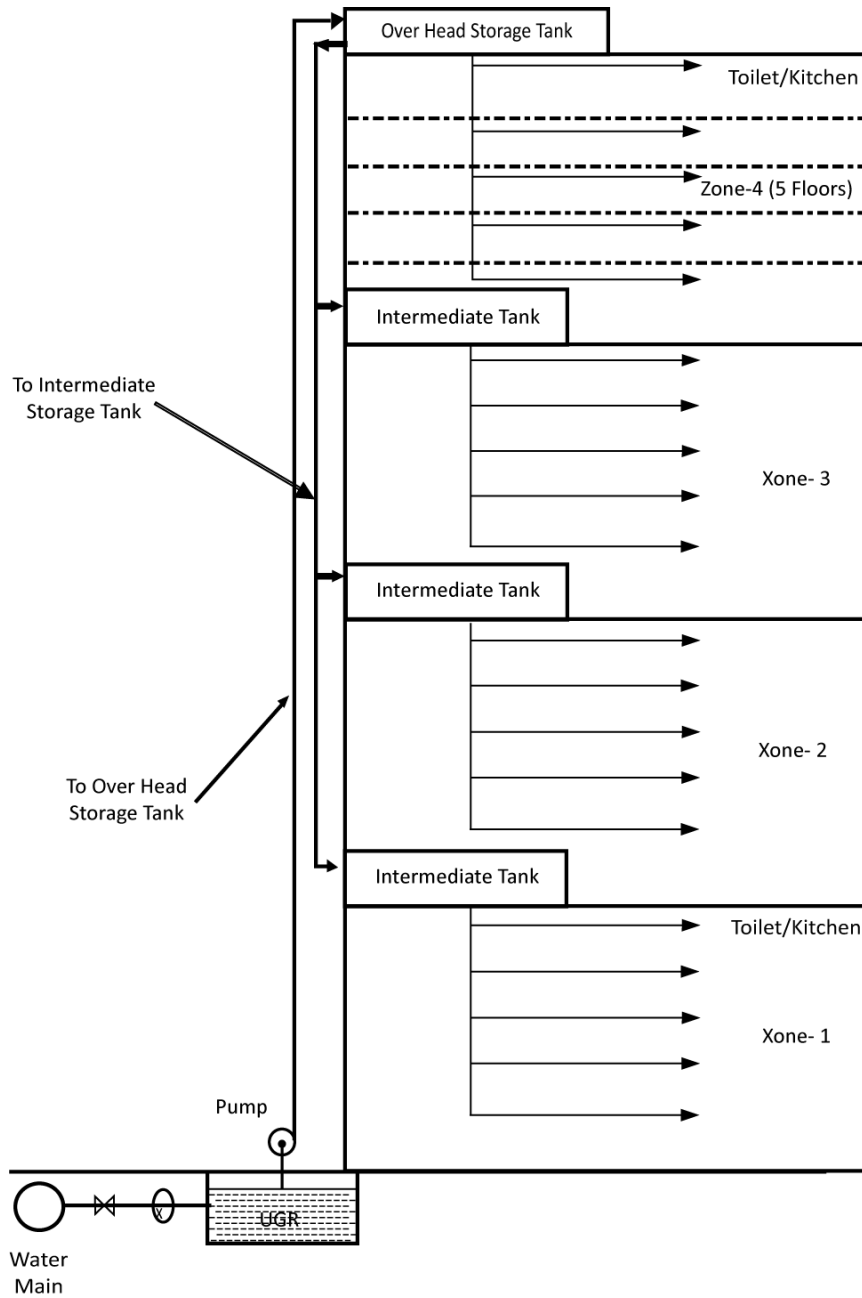 Over Head Storage Tank
Toilet/Kitchen
Zone-4 (5 Floors)
Intermediate Tank
To Intermediate
Storage Tank
Xone- 3
Intermediate Tank
Xone- 2
To Over Head
Storage Tank
Intermediate Tank
Toilet/Kitchen
Xone- 1
Pump
UGR
X
Water
Main